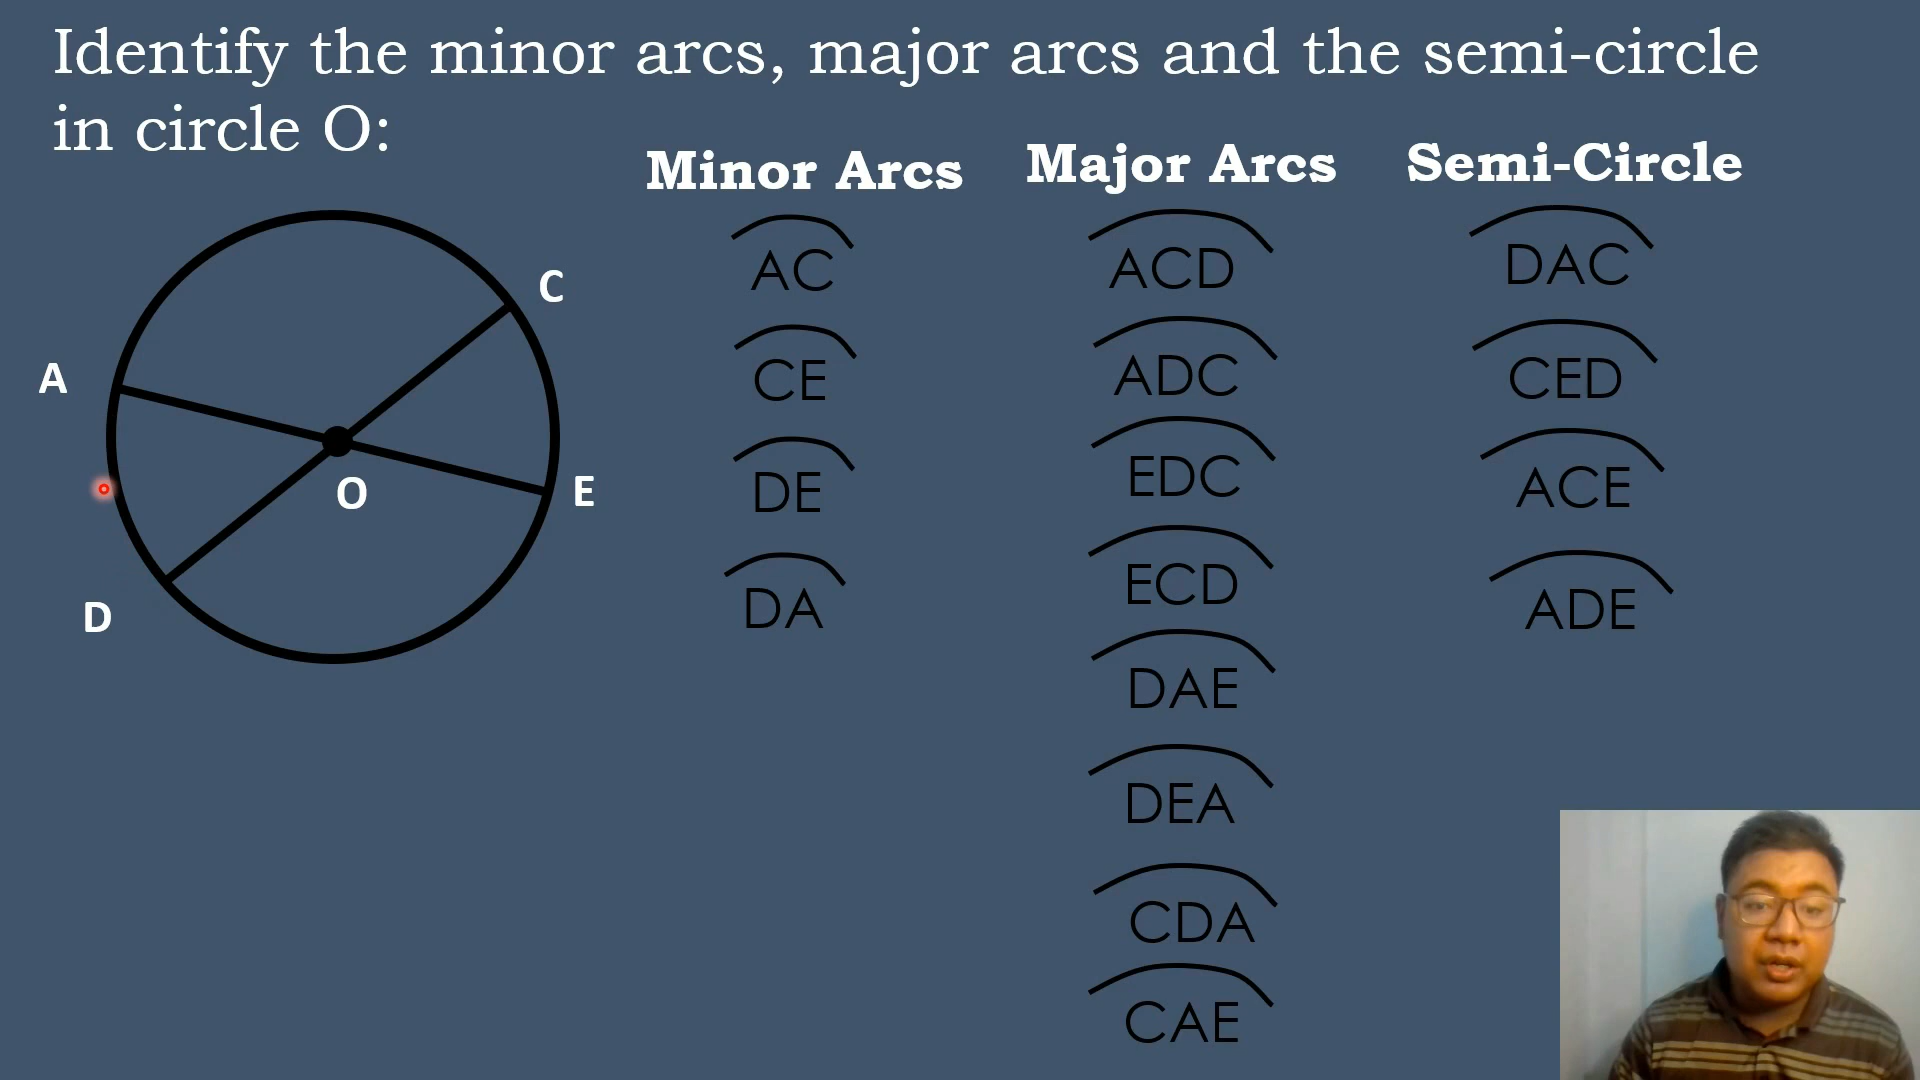 Identify the minor arcs, major arcs and the semi-circle
in circle O:
Minor Arcs
Major Arcs
Semi-Circle
C
A
O
E
D
AC
CE
DE
DA
ACD
ADC
EDC
ECD
DAE
DEA
CDA
CAE
DAC
CED
ACE
ADE